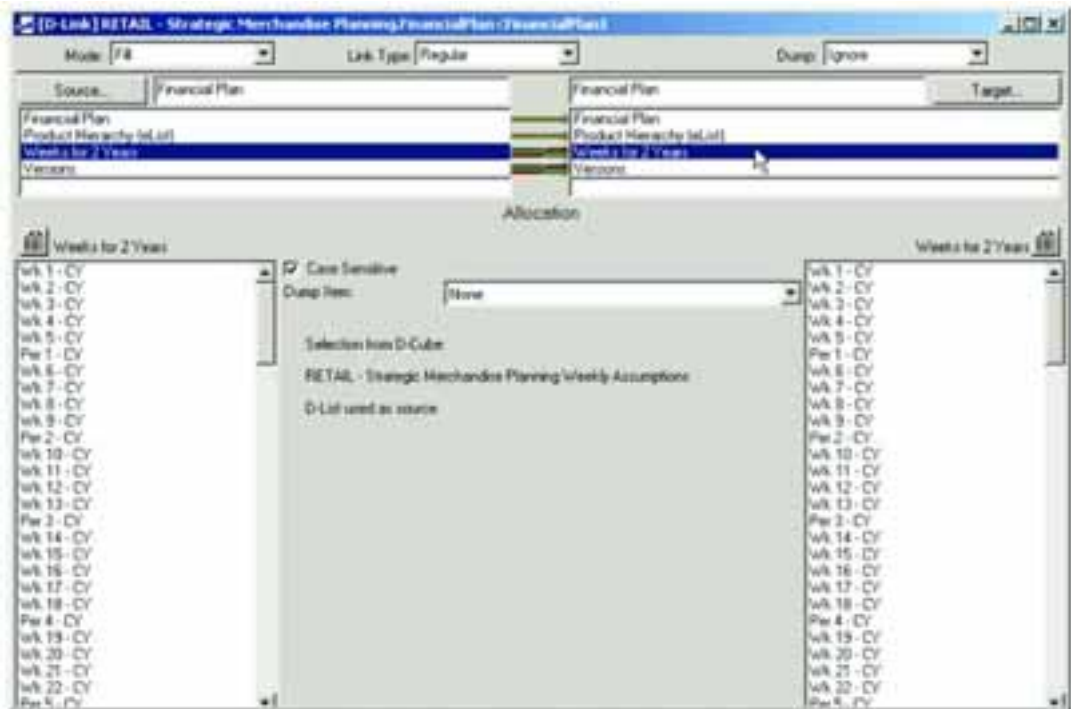 [D-Link] RETAIL - Strategic Merchandise Planning.FinancialPlan <FinancialPlan>
Mode: Fill Link Type: Regular Dump: Ignore
Source... Financial Plan Financial Plan Target...
Financial Plan Financial Plan
Product Hierarchy (eList) Product Hierarchy (eList)
Weeks for 2 Years Weeks for 2 Years
Versions Versions
Allocation
Weeks for 2 Years Weeks for 2 Years
Wk 1 - CY Case Sensitive Wk 1 - CY
Wk 2 - CY Dump Item: None Wk 2 - CY
Wk 3 - CY Wk 3 - CY
Wk 4 - CY Wk 4 - CY
Wk 5 - CY Selection from D-Cube Wk 5 - CY
Per 1 - CY Per 1 - CY
Wk 6 - CY RETAIL - Strategic Merchandise Planning Weekly Assumptions Wk 6 - CY
Wk 7 - CY Wk 7 - CY
Wk 8 - CY D-List used as source Wk 8 - CY
Wk 9 - CY Wk 9 - CY
Per 2 - CY Per 2 - CY
Wk 10 - CY Wk 10 - CY
Wk 11 - CY Wk 11 - CY
Wk 12 - CY Wk 12 - CY
Wk 13 - CY Wk 13 - CY
Per 3 - CY Per 3 - CY
Wk 14 - CY Wk 14 - CY
Wk 15 - CY Wk 15 - CY
Wk 16 - CY Wk 16 - CY
Wk 17 - CY Wk 17 - CY
Wk 18 - CY Wk 18 - CY
Per 4 - CY Per 4 - CY
Wk 19 - CY Wk 19 - CY
Wk 20 - CY Wk 20 - CY
Wk 21 - CY Wk 21 - CY
Wk 22 - CY Wk 22 - CY
Per 5 - CY Per 5 - CY